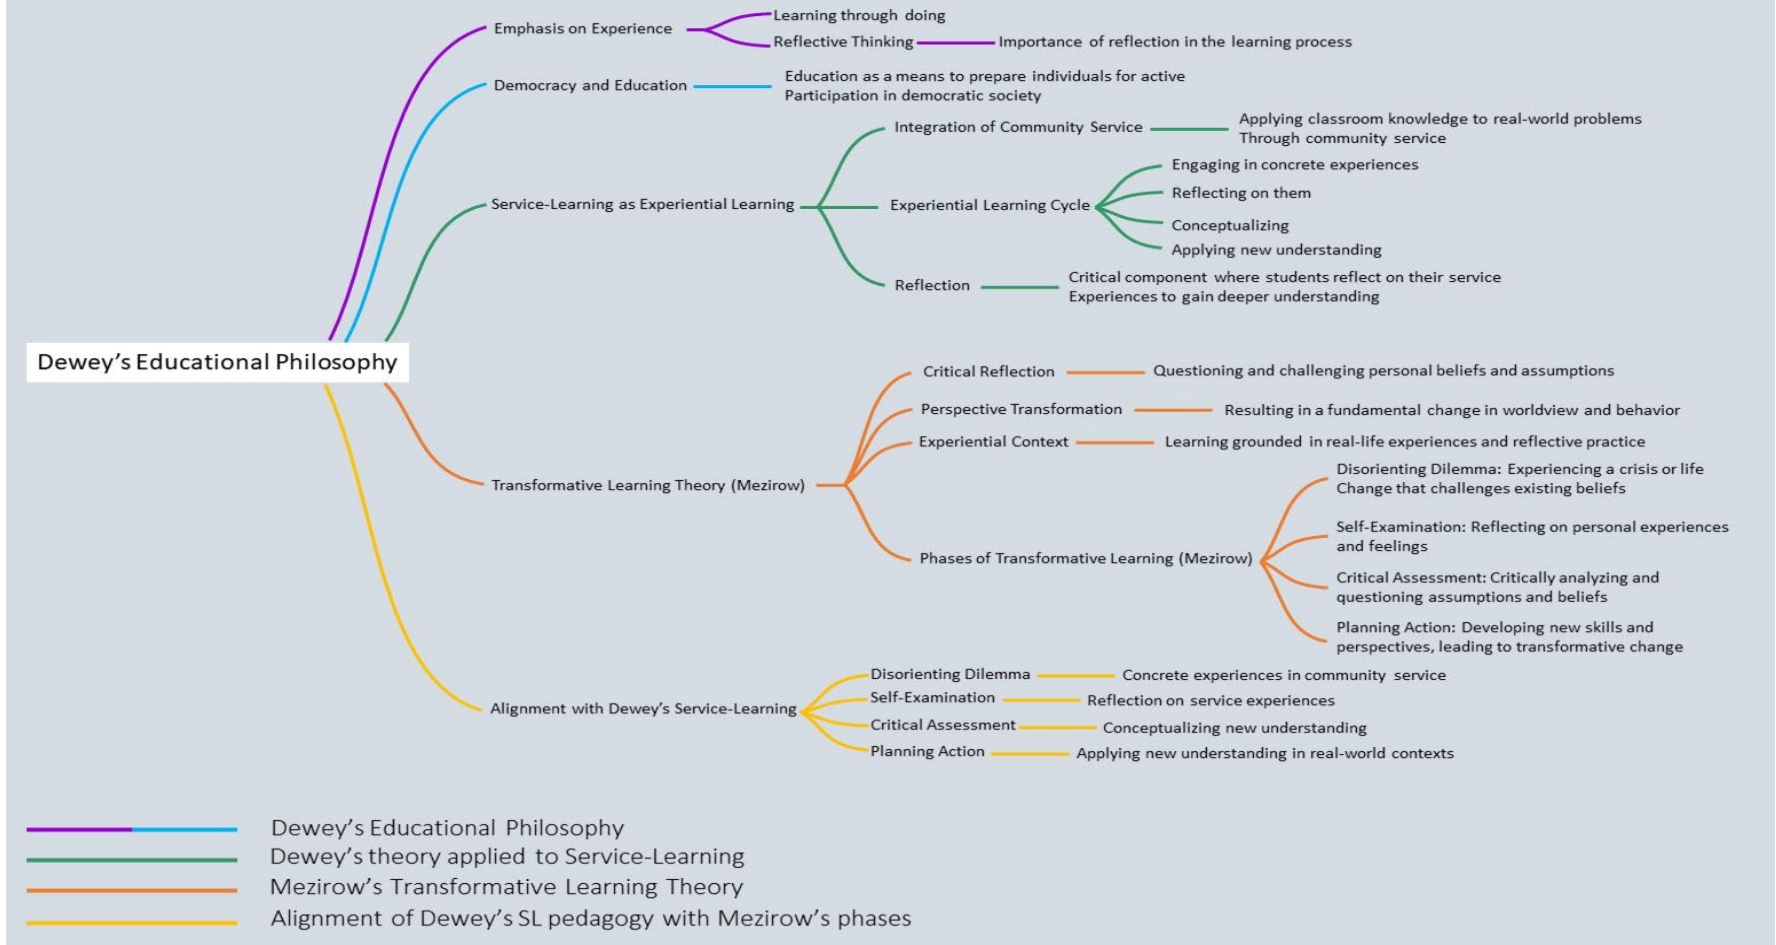 Emphasis on Experience
Learning through doing
Reflective Thinking
Importance of reflection in the learning process
Democracy and Education
Education as a means to prepare individuals for active
Participation in democratic society
Service-Learning as Experiential Learning
Integration of Community Service
Applying classroom knowledge to real-world problems
Through community service
Experiential Learning Cycle
Engaging in concrete experiences
Reflecting on them
Conceptualizing
Applying new understanding
Reflection
Critical component where students reflect on their service
Experiences to gain deeper understanding
Dewey's Educational Philosophy
Transformative Learning Theory (Mezirow)
Critical Reflection
Questioning and challenging personal beliefs and assumptions
Perspective Transformation
Resulting in a fundamental change in worldview and behavior
Experiential Context
Learning grounded in real-life experiences and reflective practice
Phases of Transformative Learning (Mezirow)
Disorienting Dilemma: Experiencing a crisis or life
Change that challenges existing beliefs
Self-Examination: Reflecting on personal experiences
and feelings
Critical Assessment: Critically analyzing and
questioning assumptions and beliefs
Planning Action: Developing new skills and
perspectives, leading to transformative change
Alignment with Dewey's Service-Learning
Disorienting Dilemma
Concrete experiences in community service
Self-Examination
Reflection on service experiences
Critical Assessment
Conceptualizing new understanding
Planning Action
Applying new understanding in real-world contexts
Dewey's Educational Philosophy
Dewey's theory applied to Service-Learning
Mezirow's Transformative Learning Theory
Alignment of Dewey's SL pedagogy with Mezirow's phases